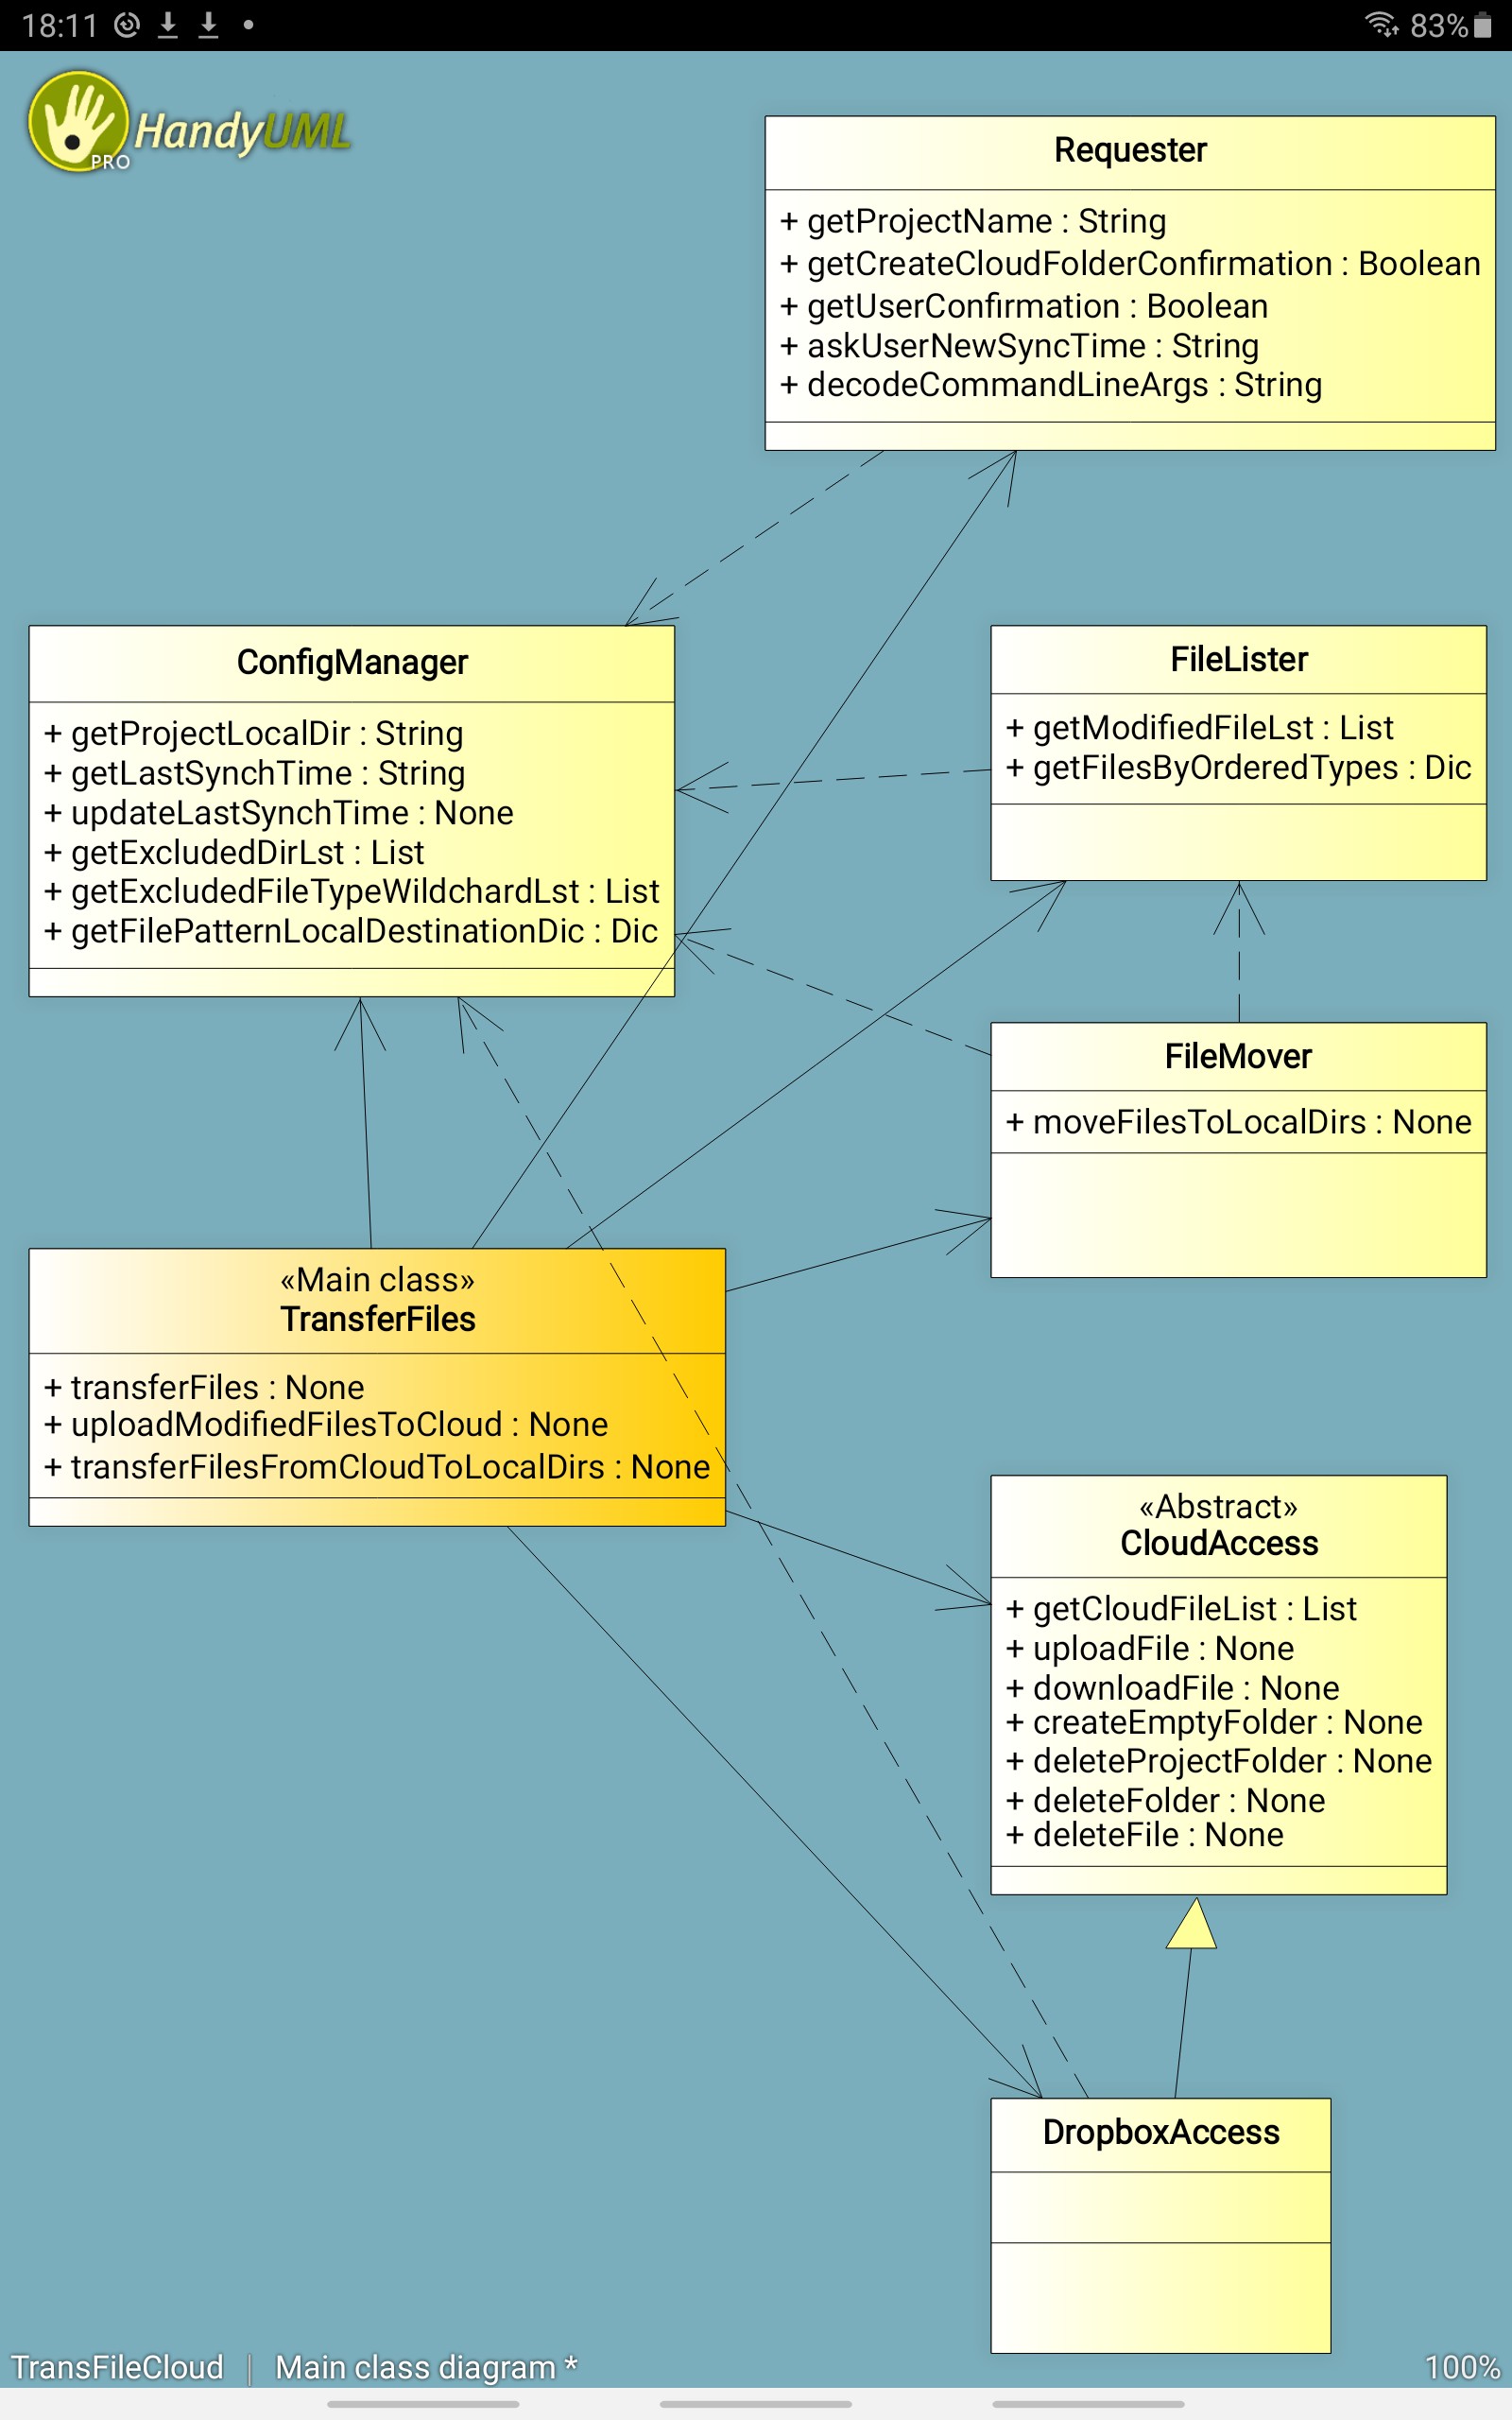 18:11
83%
PRO HandyUML
Requester
+ getProjectName : String
+ getCreateCloudFolderConfirmation : Boolean
+ getUserConfirmation : Boolean
+ askUserNewSyncTime : String
+ decodeCommandLineArgs : String
ConfigManager
+ getProjectLocalDir : String
+ getLastSynchTime : String
+ updateLastSynchTime : None
+ getExcludedDirLst : List
+ getExcludedFileTypeWildchardLst : List
+ getFilePatternLocalDestinationDic : Dic
FileLister
+ getModifiedFileLst : List
+ getFilesByOrderedTypes : Dic
FileMover
+ moveFilesToLocalDirs : None
«Main class»
TransferFiles
+ transferFiles : None
+ uploadModifiedFilesToCloud : None
+ transferFilesFromCloudToLocalDirs : None
«Abstract»
CloudAccess
+ getCloudFileList : List
+ uploadFile : None
+ downloadFile : None
+ createEmptyFolder : None
+ deleteProjectFolder : None
+ deleteFolder : None
+ deleteFile : None
DropboxAccess
TransFileCloud | Main class diagram *
100%